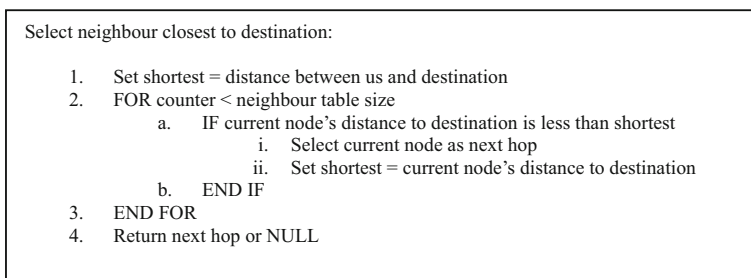 Select neighbour closest to destination:
1. Set shortest = distance between us and destination
2. FOR counter < neighbour table size
a. IF current node's distance to destination is less than shortest
i. Select current node as next hop
ii. Set shortest = current node's distance to destination
b. END IF
3. END FOR
4. Return next hop or NULL